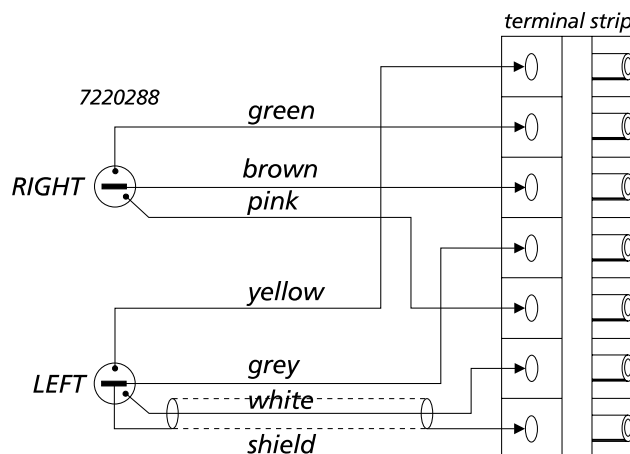 terminal strip
7220288
green
RIGHT
brown
pink
yellow
LEFT
grey
white
shield